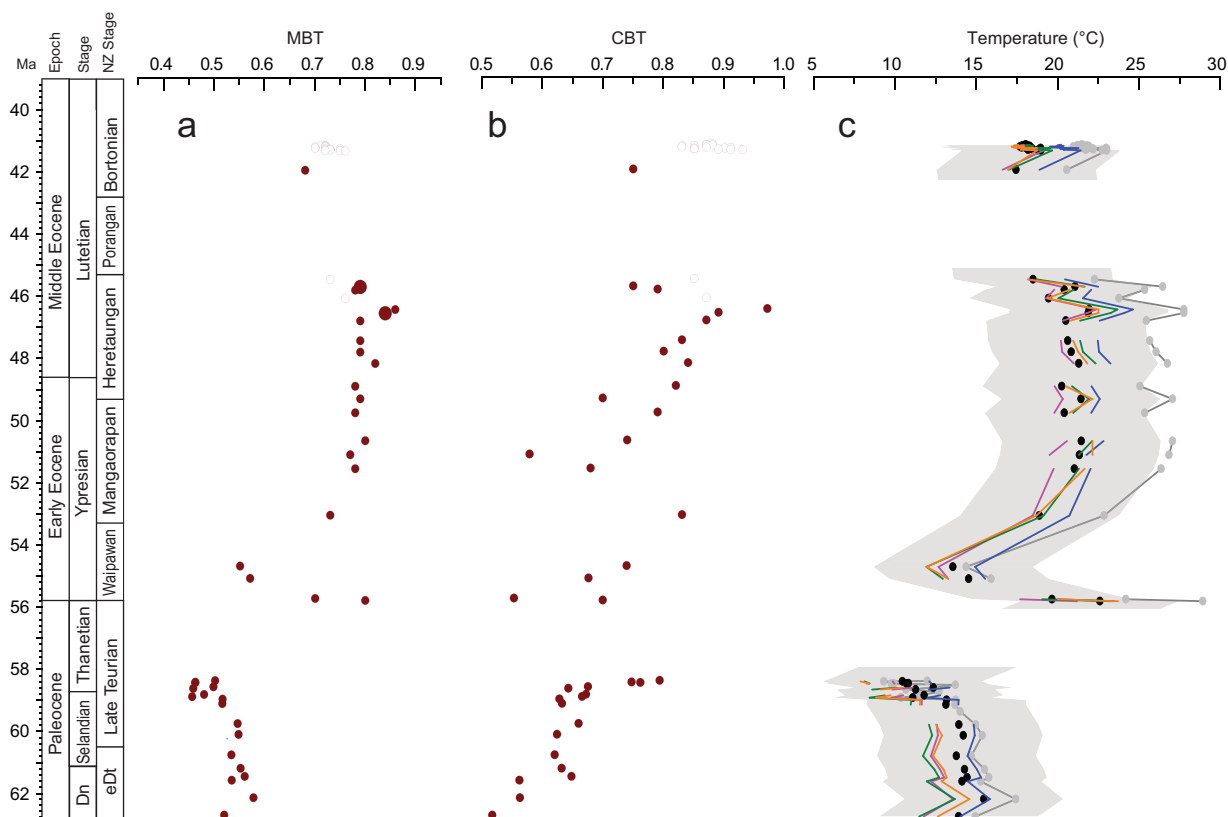 MBT
CBT
Temperature (°C)
Ma
Epoch
Stage
NZ Stage
0.4 0.5 0.6 0.7 0.8 0.9
0.5 0.6 0.7 0.8 0.9 1.0
5 10 15 20 25 30
a
b
c
40
42
44
46
48
50
52
54
56
58
60
62
Middle Eocene
Early Eocene
Paleocene
Lutetian
Ypresian
Thanetian
Selandian
Dn
Bortonian
Porangan
Heretaungan
Mangaorapan
Waipawan
Late Teurian
eDt